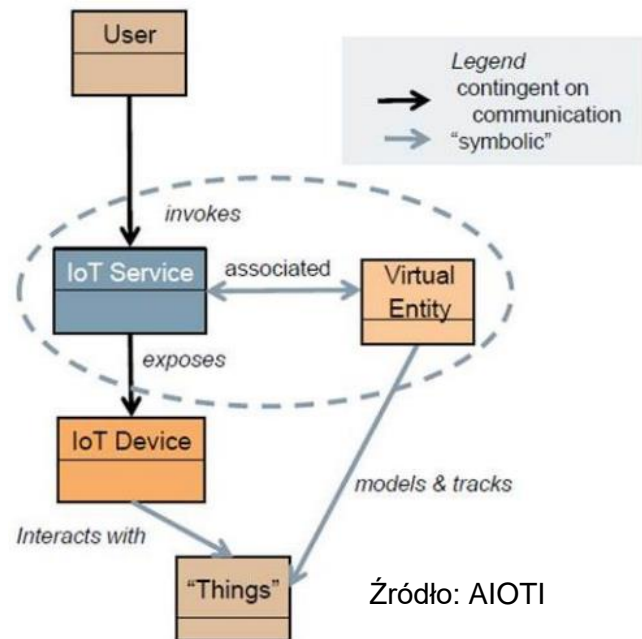 User
Legend
contingent on
communication
"symbolic"
invokes
IoT Service
associated
Virtual
Entity
exposes
IoT Device
models & tracks
Interacts with
"Things"
Źródło: AIOTI